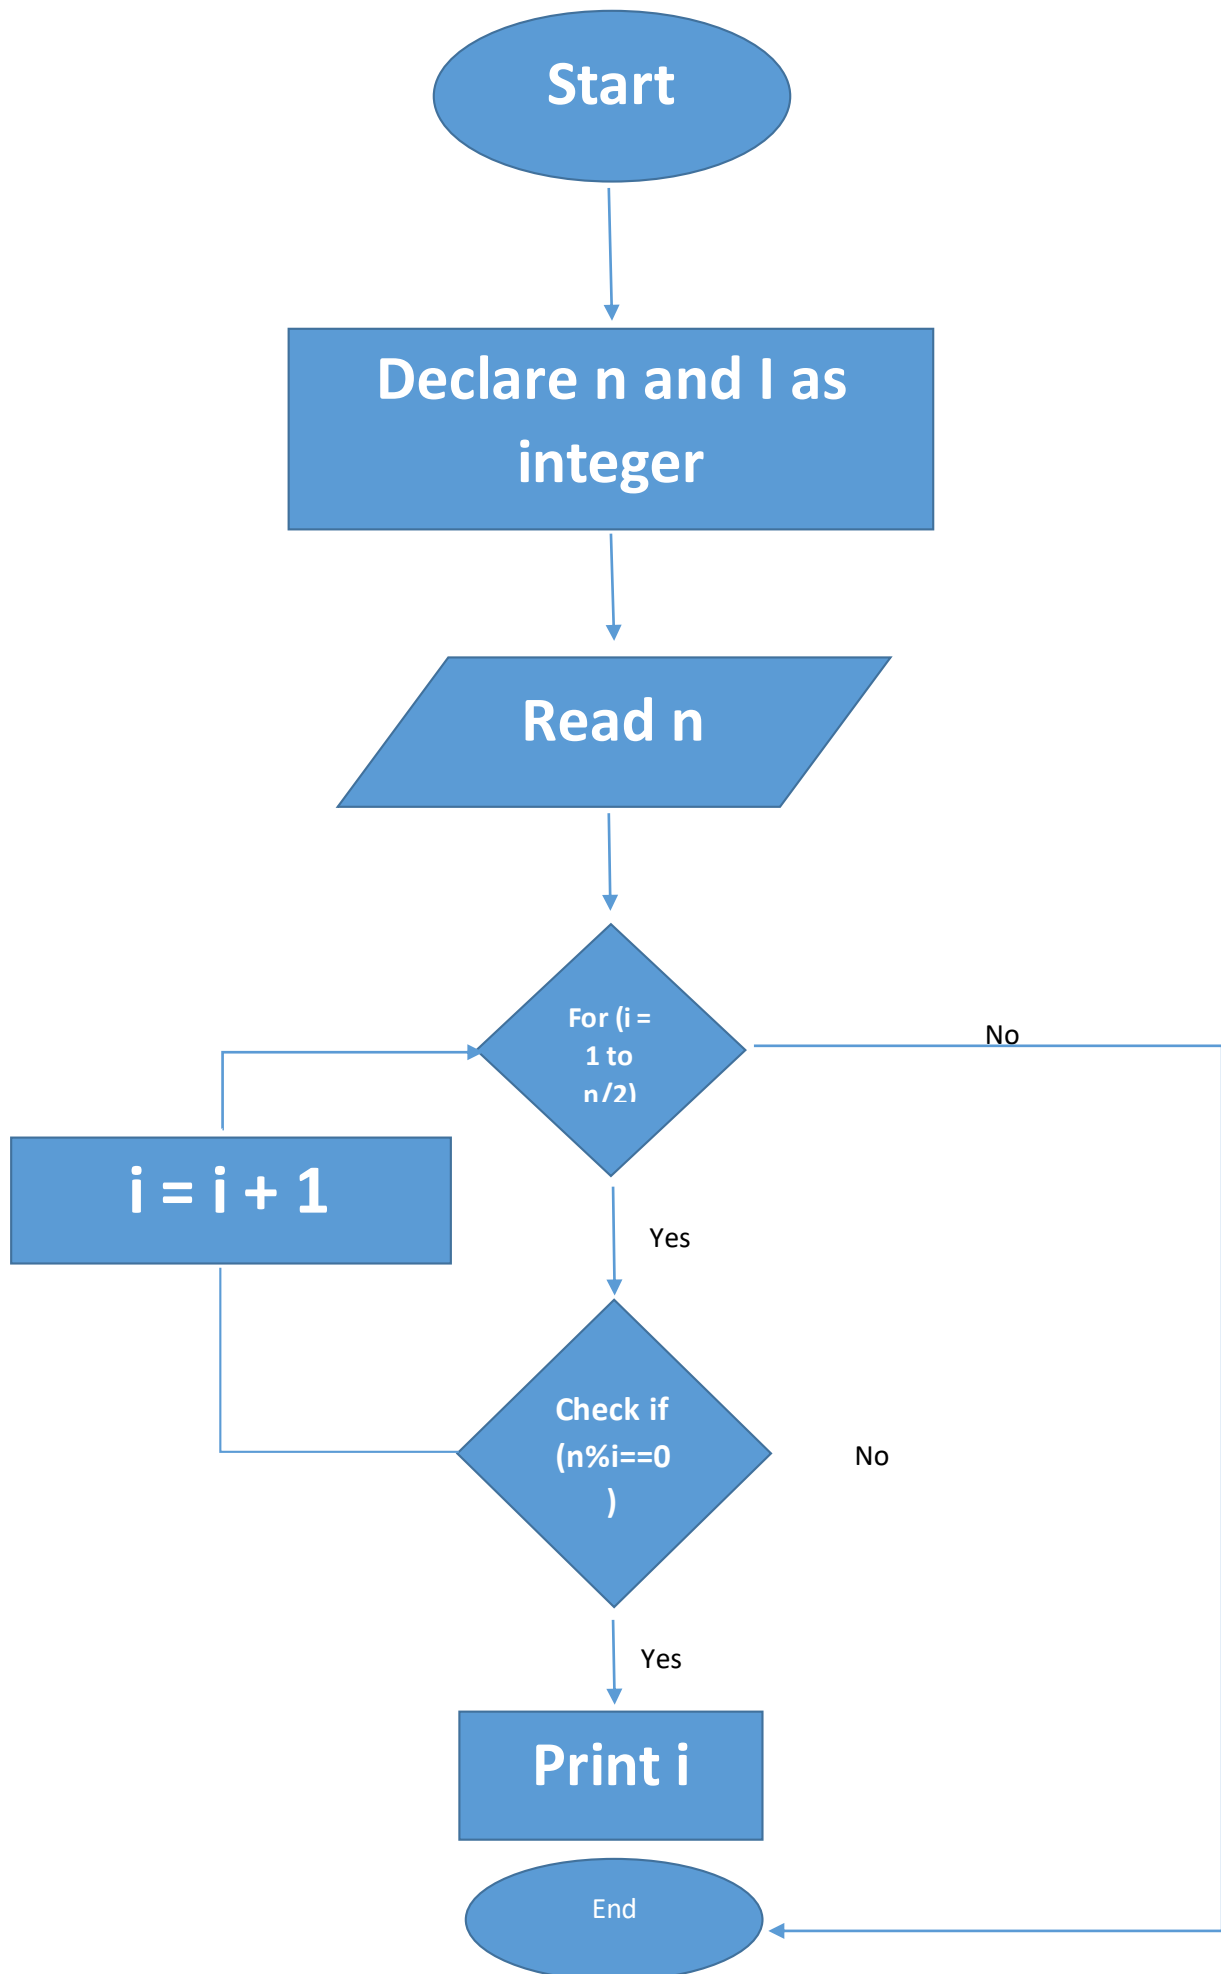 Start
Declare n and I as
integer
Read n
For (i =
1 to
n/2)
No
i = i + 1
Yes
Check if
(n%i==0
)
No
Yes
Print i
End